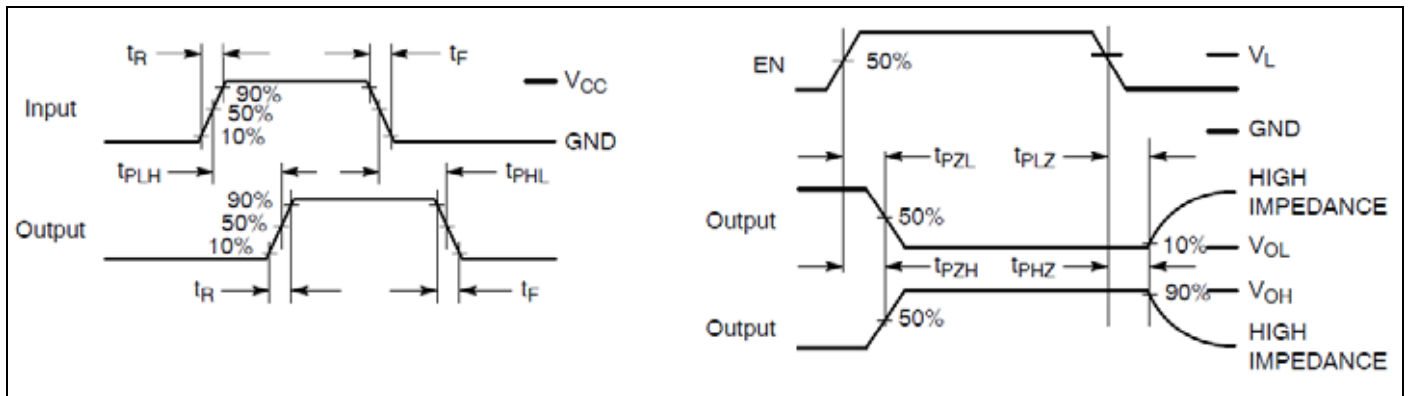 tR
tF
VCC
90%
Input
50%
10%
GND
tPLH
tPHL
90%
Output
50%
10%
tR
tF
EN
50%
VL
GND
tPZL
tPLZ
HIGH
IMPEDANCE
Output
50%
10%
VOL
tPZH
tPHZ
90%
VOH
Output
50%
HIGH
IMPEDANCE